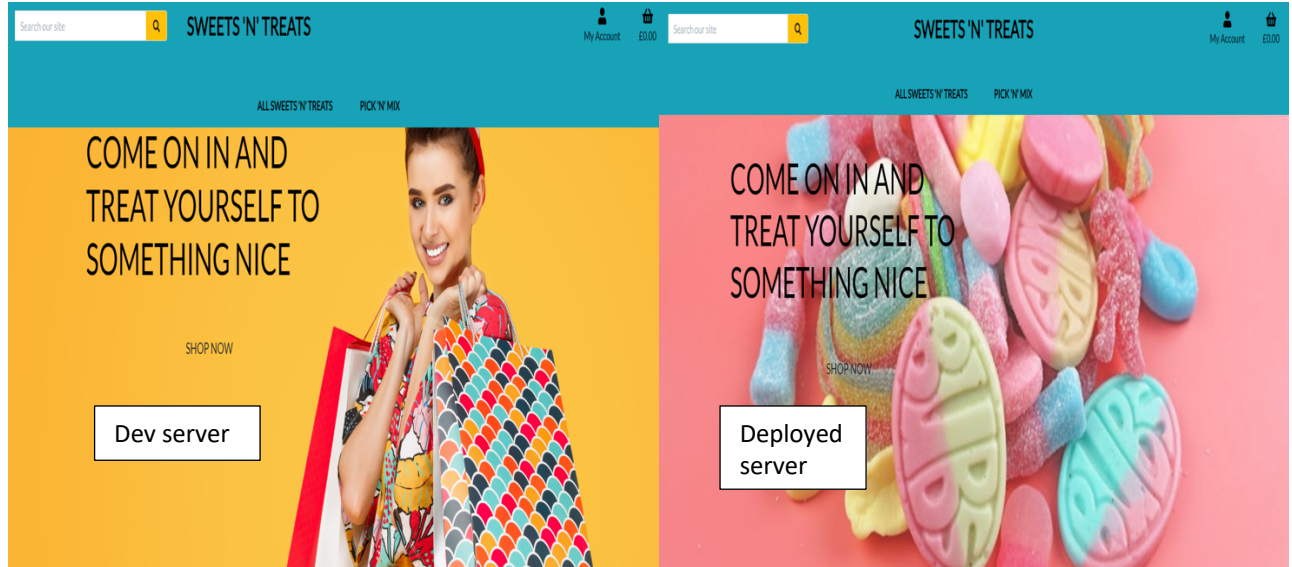 Search our site
SWEETS 'N' TREATS
My Account
£0.00
ALL SWEETS 'N' TREATS
PICK 'N' MIX
COME ON IN AND
TREAT YOURSELF TO
SOMETHING NICE
SHOP NOW
Dev server
Search our site
SWEETS 'N' TREATS
My Account
£0.00
ALL SWEETS 'N' TREATS
PICK 'N' MIX
COME ON IN AND
TREAT YOURSELF TO
SOMETHING NICE
SHOP NOW
Deployed
server